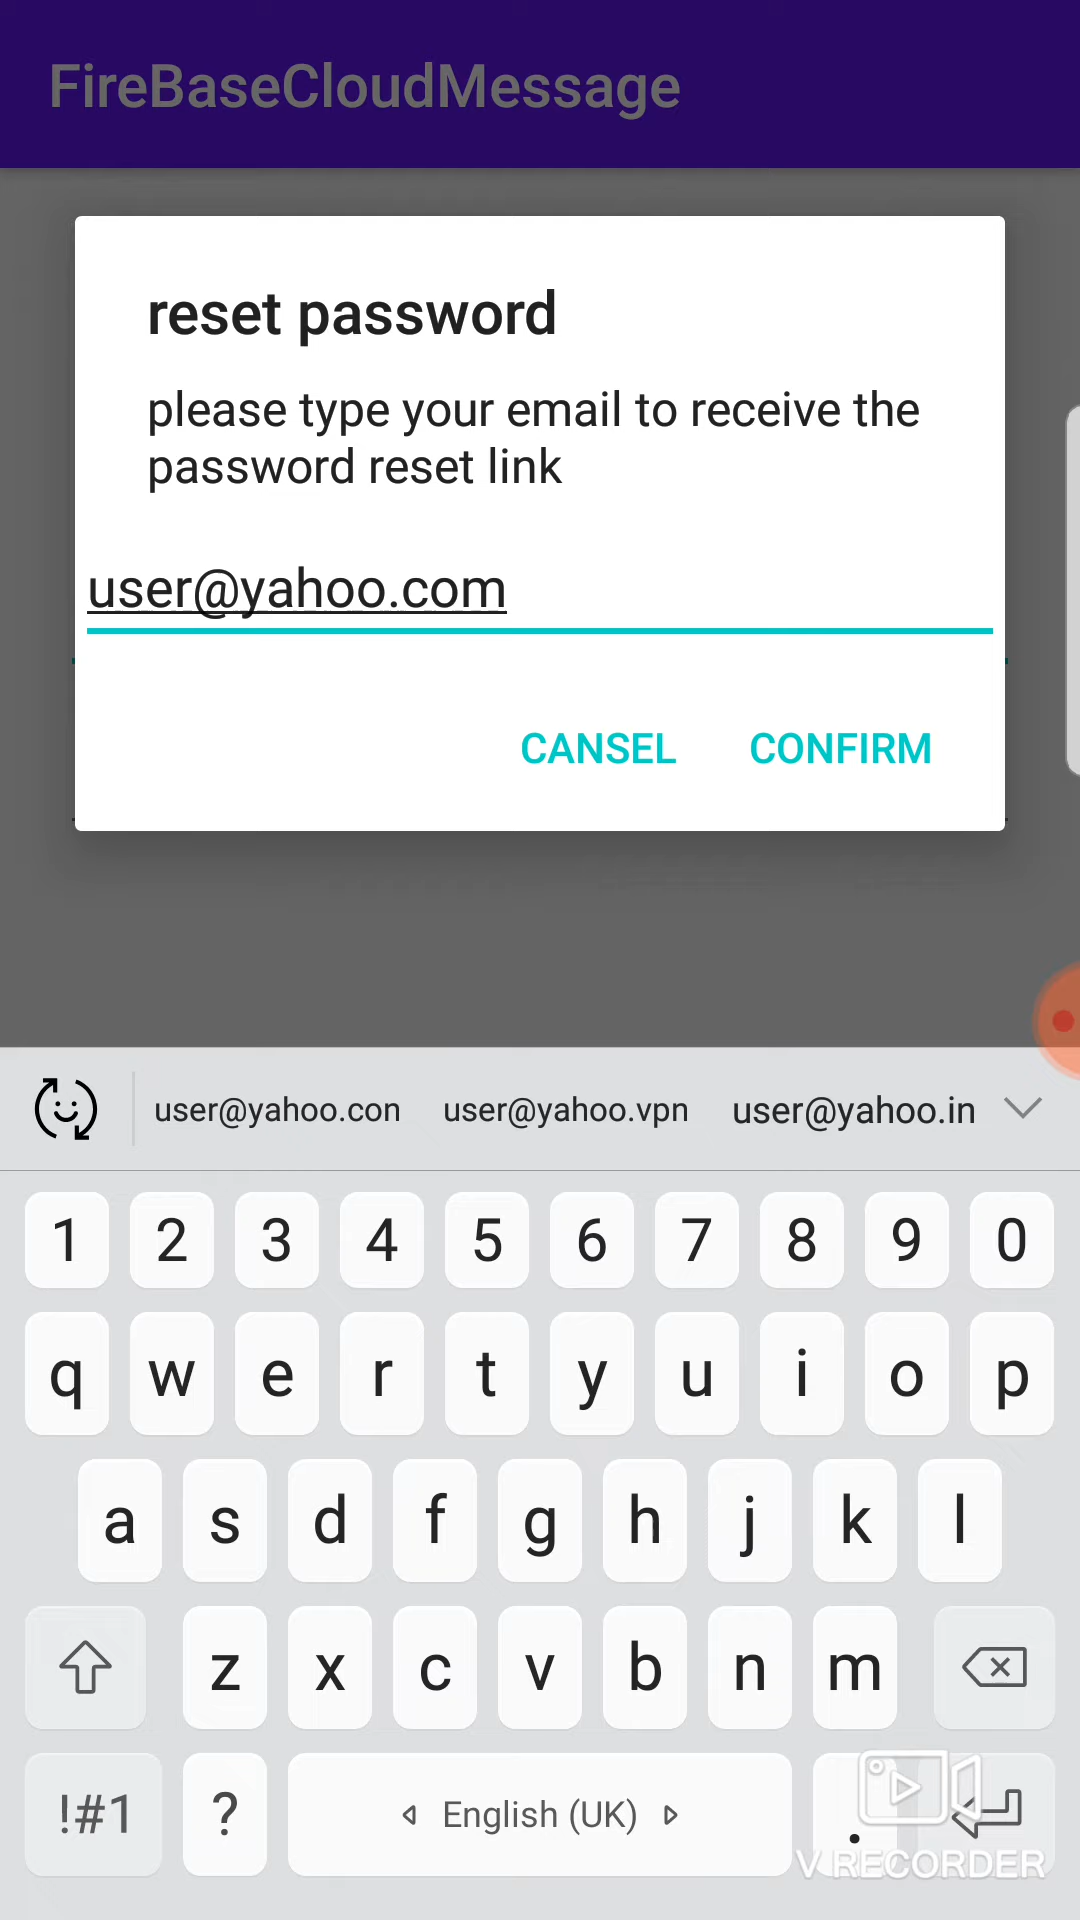 FireBaseCloudMessage
reset password
please type your email to receive the
password reset link
user@yahoo.com
CANSEL CONFIRM
user@yahoo.con user@yahoo.vpn user@yahoo.in
1 2 3 4 5 6 7 8 9 0
q w e r t y u i o p
a s d f g h j k l
z x c v b n m
!#1 ? English (UK) .
V RECORDER